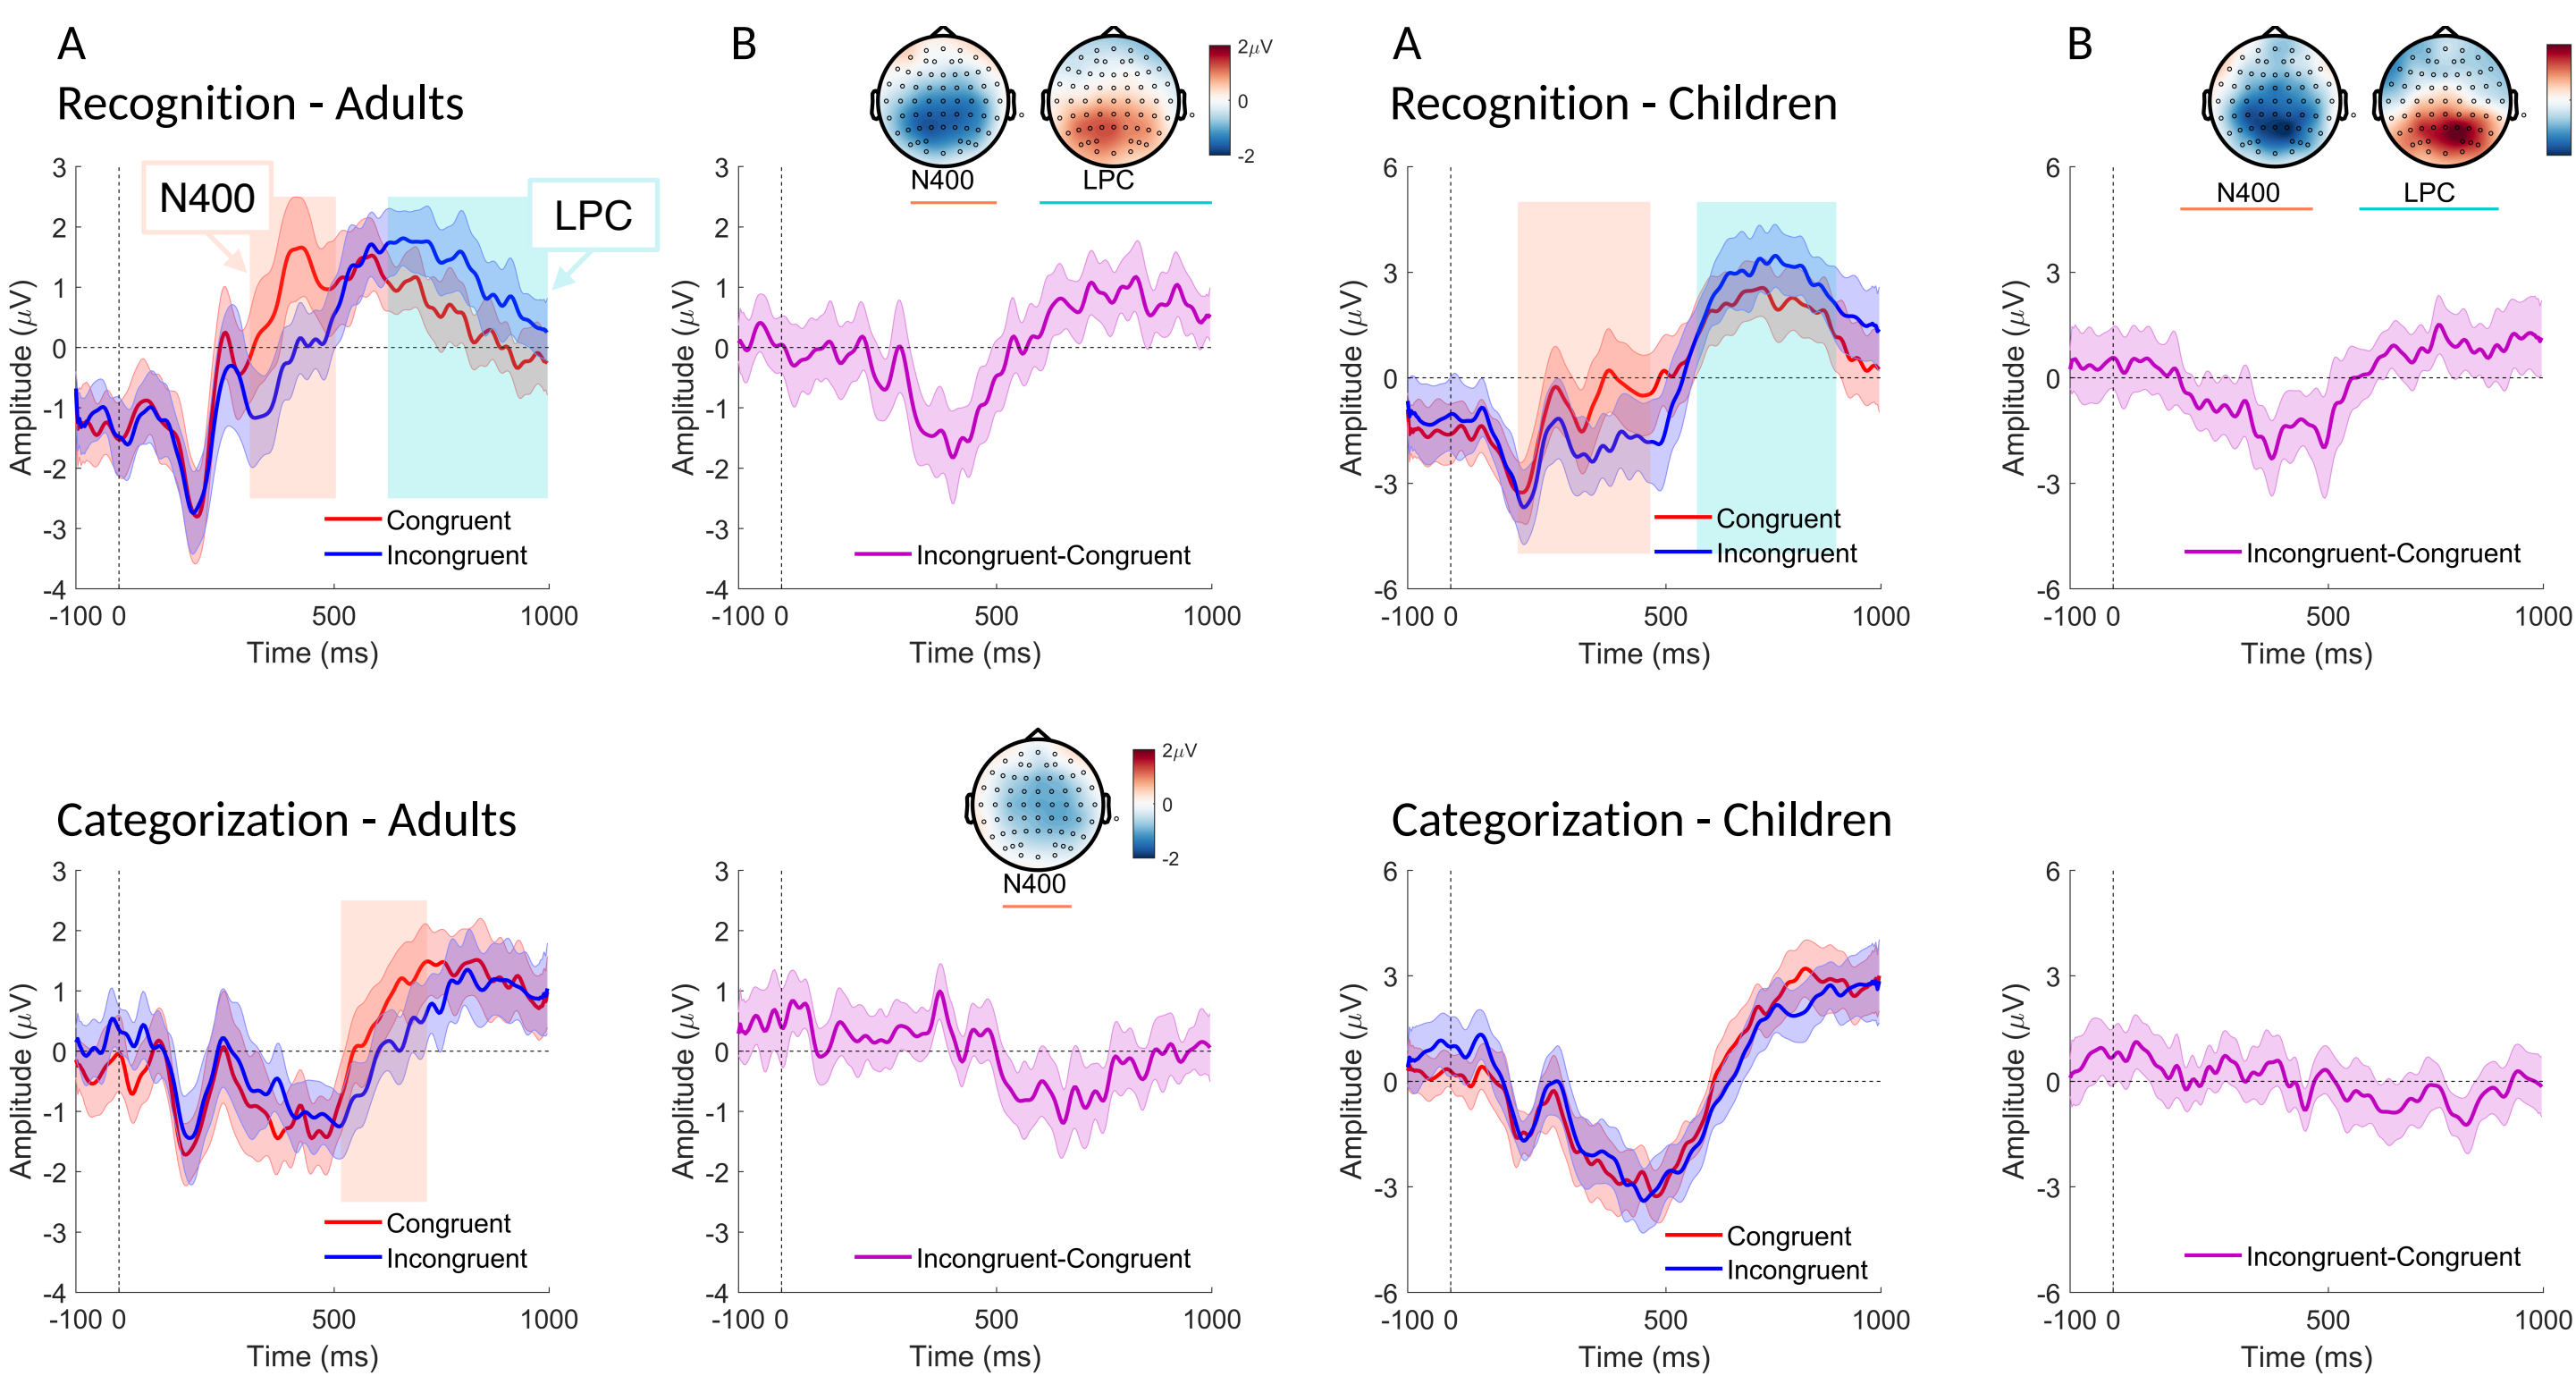 A
Recognition - Adults
N400
LPC
3
2
1
0
-1
-2
-3
-4
Amplitude (μV)
Congruent
Incongruent
-100 0 500 1000
Time (ms)
B
2μV
0
-2
N400 LPC
3
2
1
0
-1
-2
-3
-4
Amplitude (μV)
Incongruent-Congruent
-100 0 500 1000
Time (ms)
A
Recognition - Children
6
3
0
-3
-6
Amplitude (μV)
Congruent
Incongruent
-100 0 500 1000
Time (ms)
B
N400 LPC
6
3
0
-3
-6
Amplitude (μV)
Incongruent-Congruent
-100 0 500 1000
Time (ms)
Categorization - Adults
3
2
1
0
-1
-2
-3
-4
Amplitude (μV)
Congruent
Incongruent
-100 0 500 1000
Time (ms)
2μV
0
-2
N400
3
2
1
0
-1
-2
-3
-4
Amplitude (μV)
Incongruent-Congruent
-100 0 500 1000
Time (ms)
Categorization - Children
6
3
0
-3
-6
Amplitude (μV)
Congruent
Incongruent
-100 0 500 1000
Time (ms)
6
3
0
-3
-6
Amplitude (μV)
Incongruent-Congruent
-100 0 500 1000
Time (ms)